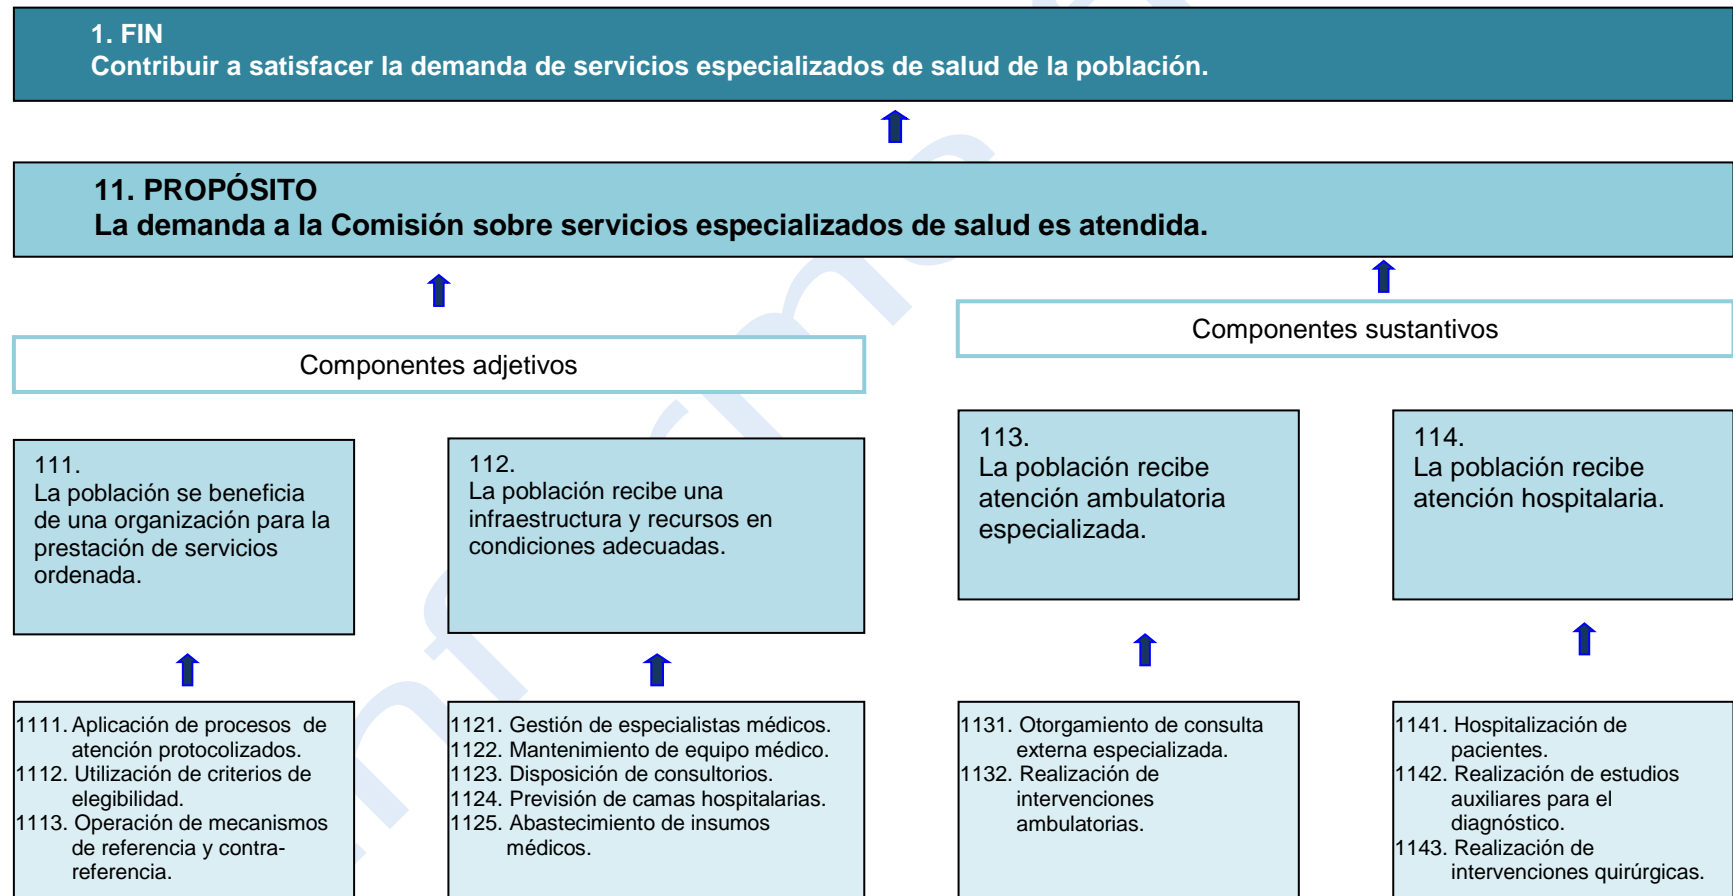 1. FIN
Contribuir a satisfacer la demanda de servicios especializados de salud de la población.
11. PROPÓSITO
La demanda a la Comisión sobre servicios especializados de salud es atendida.
Componentes adjetivos
Componentes sustantivos
111.
La población se beneficia
de una organización para la
prestación de servicios
ordenada.
112.
La población recibe una
infraestructura y recursos en
condiciones adecuadas.
113.
La población recibe
atención ambulatoria
especializada.
114.
La población recibe
atención hospitalaria.
1111. Aplicación de procesos de
atención protocolizados.
1112. Utilización de criterios de
elegibilidad.
1113. Operación de mecanismos
de referencia y contra-
referencia.
1121. Gestión de especialistas médicos.
1122. Mantenimiento de equipo médico.
1123. Disposición de consultorios.
1124. Previsión de camas hospitalarias.
1125. Abastecimiento de insumos
médicos.
1131. Otorgamiento de consulta
externa especializada.
1132. Realización de
intervenciones
ambulatorias.
1141. Hospitalización de
pacientes.
1142. Realización de estudios
auxiliares para el
diagnóstico.
1143. Realización de
intervenciones quirúrgicas.